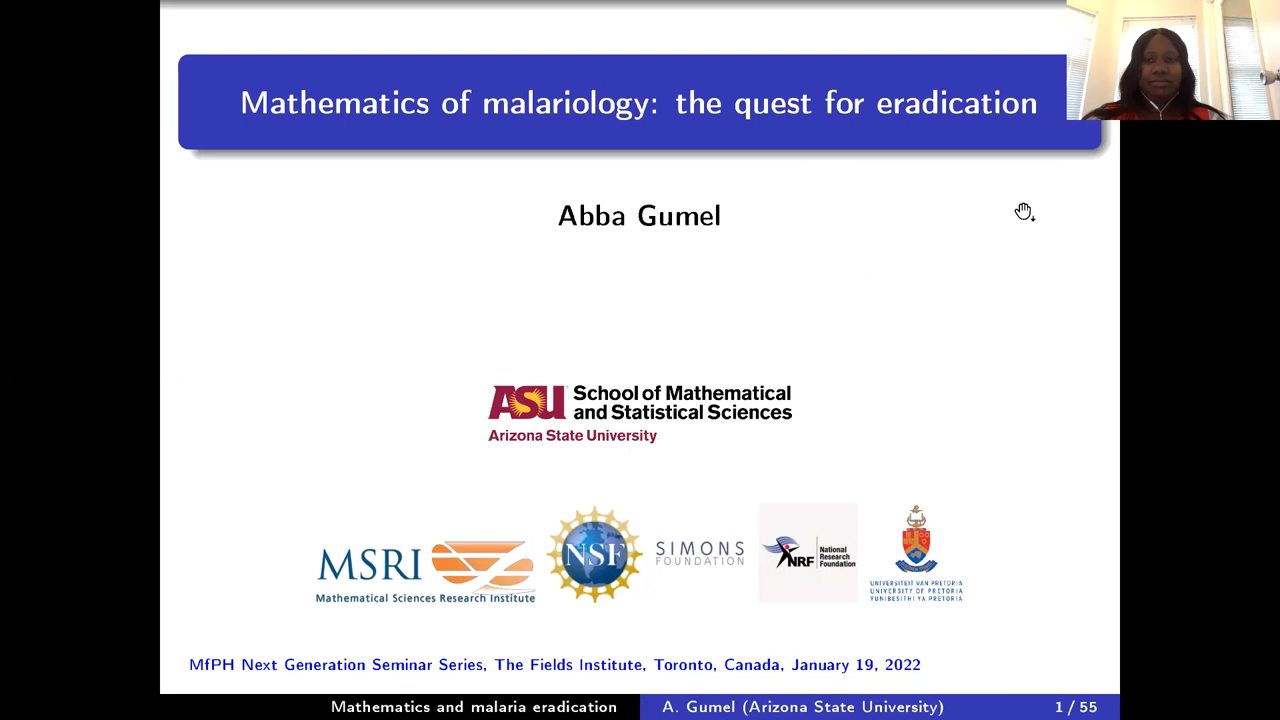 Mathematics of malariology: the quest for eradication
Abba Gumel
ASU School of Mathematical
and Statistical Sciences
Arizona State University
MSRI
Mathematical Sciences Research Institute
NSF
SIMONS
FOUNDATION
NRF
National
Research
Foundation
UNIVERSITEIT VAN PRETORIA
UNIVERSITY OF PRETORIA
YUNIBESITHI YA PRETORIA
MfPH Next Generation Seminar Series, The Fields Institute, Toronto, Canada, January 19, 2022
Mathematics and malaria eradication
A. Gumel (Arizona State University)
1 / 55